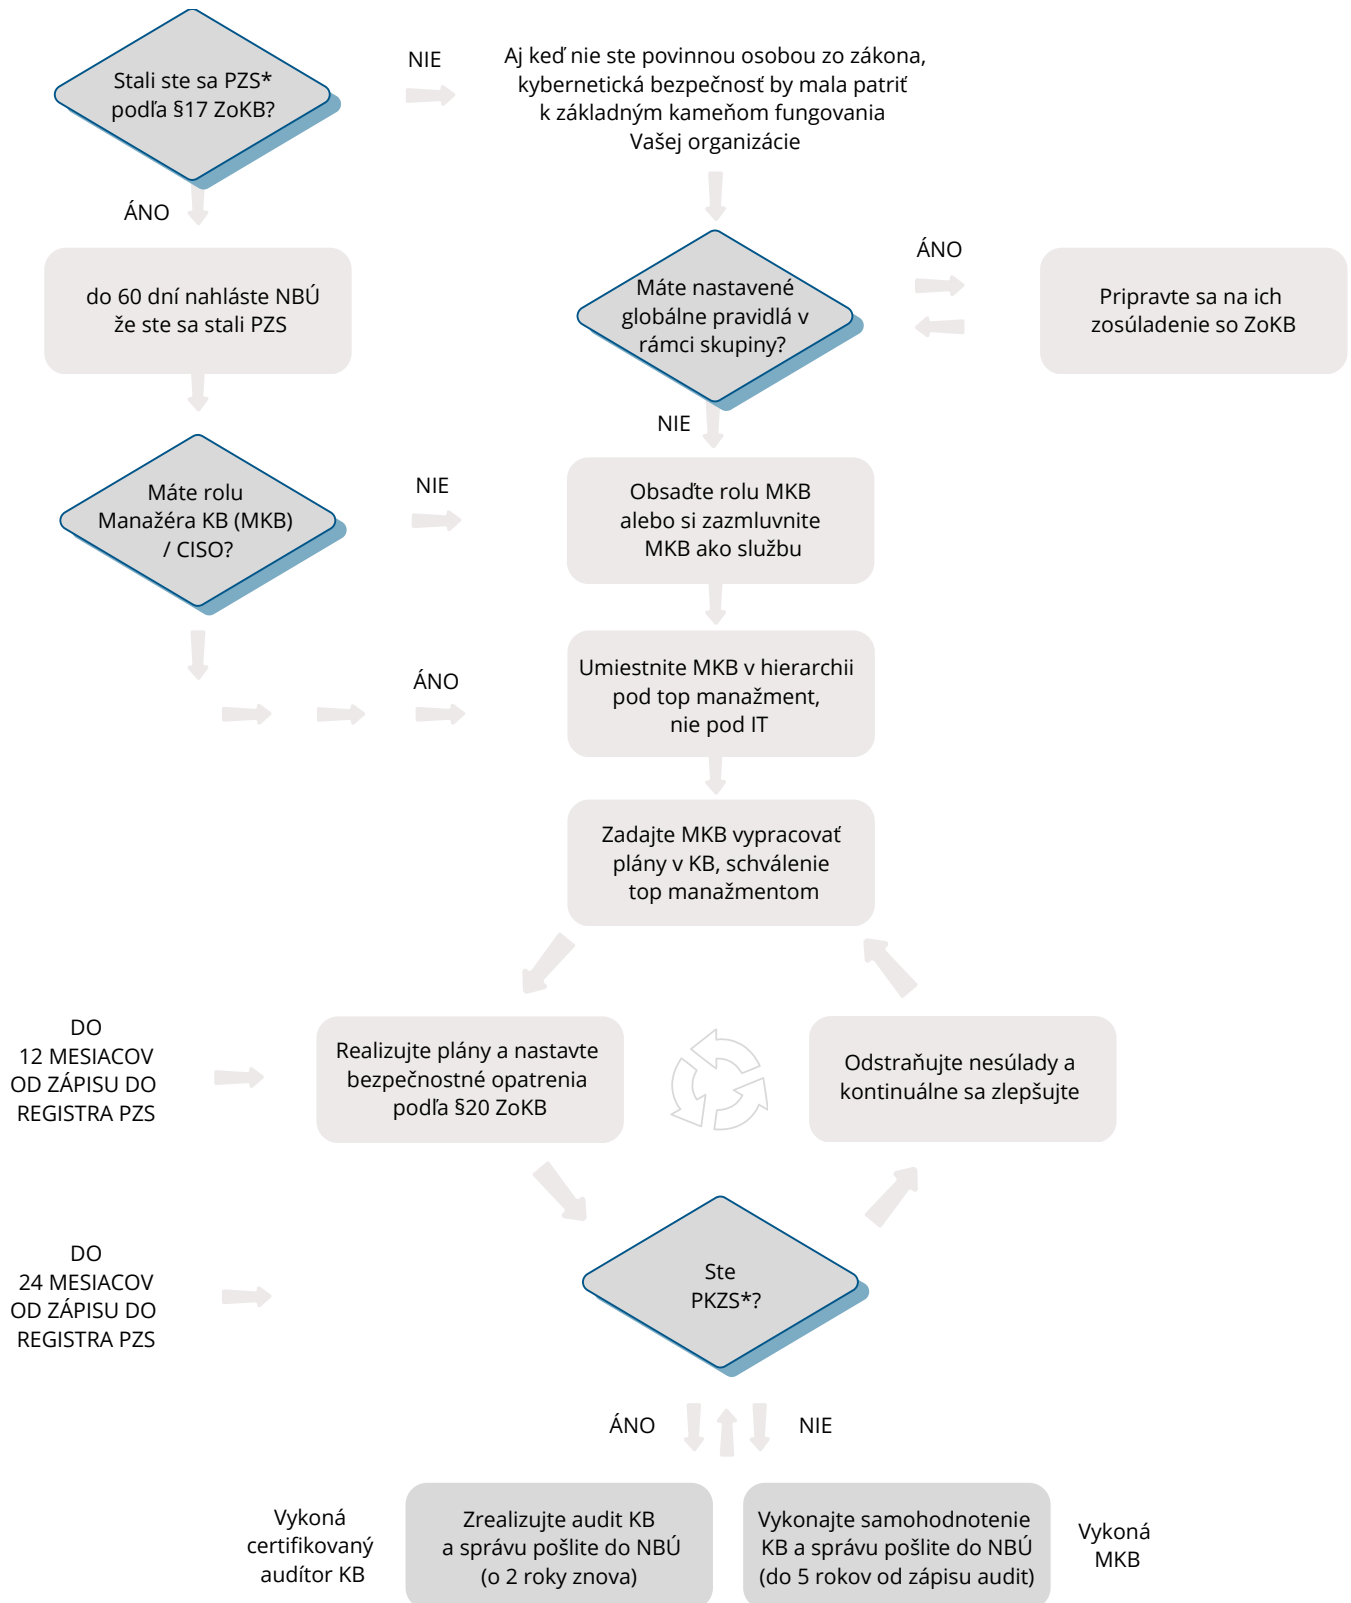 Stali ste sa PZS*
podľa §17 ZoKB?
NIE
Aj keď nie ste povinnou osobou zo zákona,
kybernetická bezpečnosť by mala patriť
k základným kameňom fungovania
Vašej organizácie
ÁNO
do 60 dní nahláste NBÚ
že ste sa stali PZS
Máte nastavené
globálne pravidlá v
rámci skupiny?
ÁNO
Pripravte sa na ich
zosúladenie so ZoKB
NIE
Máte rolu
Manažéra KB (MKB)
/ CISO?
NIE
Obsaďte rolu MKB
alebo si zazmluvnite
MKB ako službu
ÁNO
Umiestnite MKB v hierarchii
pod top manažment,
nie pod IT
Zadajte MKB vypracovať
plány v KB, schválenie
top manažmentom
DO
12 MESIACOV
OD ZÁPISU DO
REGISTRA PZS
Realizujte plány a nastavte
bezpečnostné opatrenia
podľa §20 ZoKB
Odstraňujte nesúlady a
kontinuálne sa zlepšujte
DO
24 MESIACOV
OD ZÁPISU DO
REGISTRA PZS
Ste
PKZS*?
ÁNO
NIE
Vykoná
certifikovaný
audítor KB
Zrealizujte audit KB
a správu pošlite do NBÚ
(o 2 roky znova)
Vykonajte samohodnotenie
KB a správu pošlite do NBÚ
(do 5 rokov od zápisu audit)
Vykoná
MKB